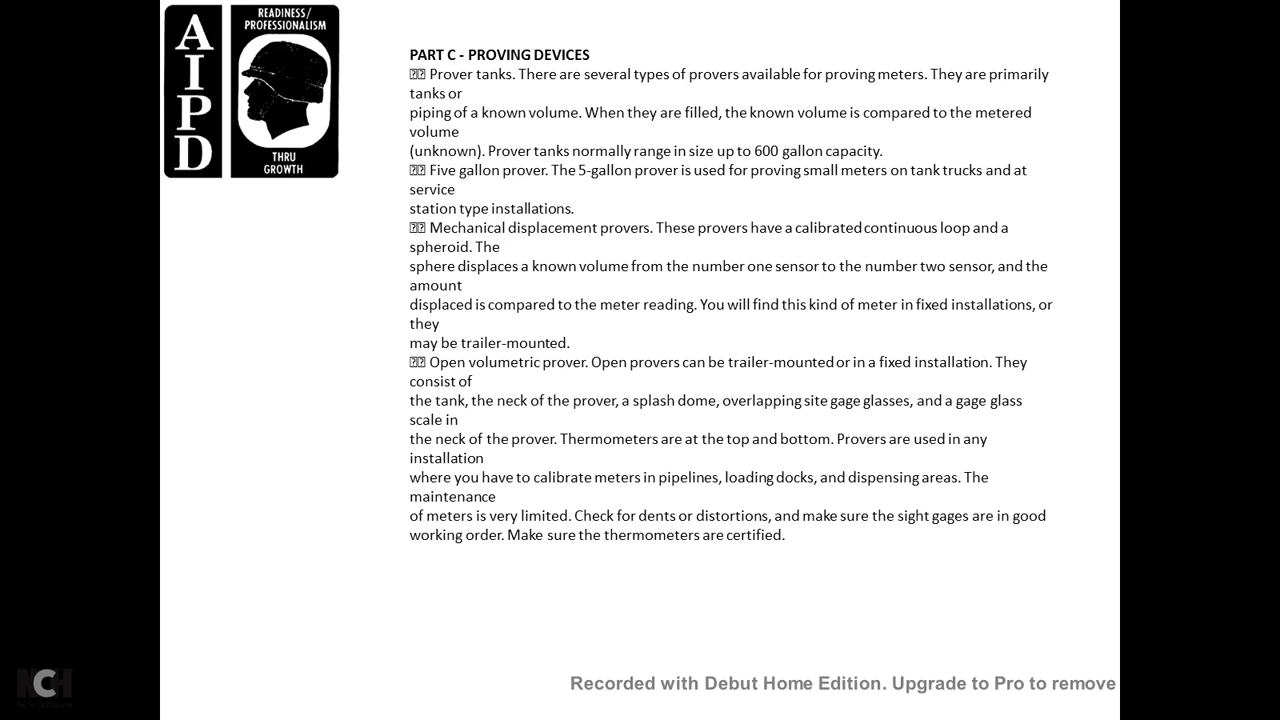 A
I
P
D
READINESS/
PROFESSIONALISM
THRU
GROWTH
PART C - PROVING DEVICES
Prover tanks. There are several types of provers available for proving meters. They are primarily
tanks or
piping of a known volume. When they are filled, the known volume is compared to the metered
volume
(unknown). Prover tanks normally range in size up to 600 gallon capacity.
Five gallon prover. The 5-gallon prover is used for proving small meters on tank trucks and at
service
station type installations.
Mechanical displacement provers. These provers have a calibrated continuous loop and a
spheroid. The
sphere displaces a known volume from the number one sensor to the number two sensor, and the
amount
displaced is compared to the meter reading. You will find this kind of meter in fixed installations, or
they
may be trailer-mounted.
Open volumetric prover. Open provers can be trailer-mounted or in a fixed installation. They
consist of
the tank, the neck of the prover, a splash dome, overlapping site gage glasses, and a gage glass
scale in
the neck of the prover. Thermometers are at the top and bottom. Provers are used in any
installation
where you have to calibrate meters in pipelines, loading docks, and dispensing areas. The
maintenance
of meters is very limited. Check for dents or distortions, and make sure the sight gages are in good
working order. Make sure the thermometers are certified.
NCH
Recorded with Debut Home Edition. Upgrade to Pro to remove